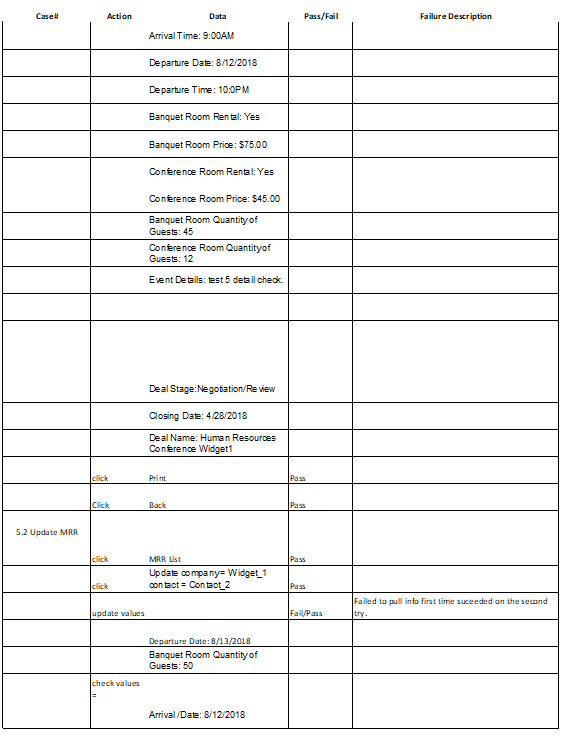 Case# Action Data Pass/Fail Failure Description
Arrival Time: 9:00AM
Departure Date: 8/12/2018
Departure Time: 10:0PM
Banquet Room Rental: Yes
Banquet Room Price: $75.00
Conference Room Rental: Yes
Conference Room Price: $45.00
Banquet Room Quantity of
Guests: 45
Conference Room Quantity of
Guests: 12
Event Details: test 5 detail check.
Deal Stage:Negotiation/Review
Closing Date: 4/28/2018
Deal Name: Human Resources
Conference Widget1
click Print Pass
Click Back Pass
5.2 Update MRR
click MRR List Pass
Update company= Widget_1
contact = Contact_2
click Pass
Failed to pull info first time suceeded on the second
update values Fail/Pass try.
Departure Date: 8/13/2018
Banquet Room Quantity of
Guests: 50
check values
=
Arrival /Date: 8/12/2018